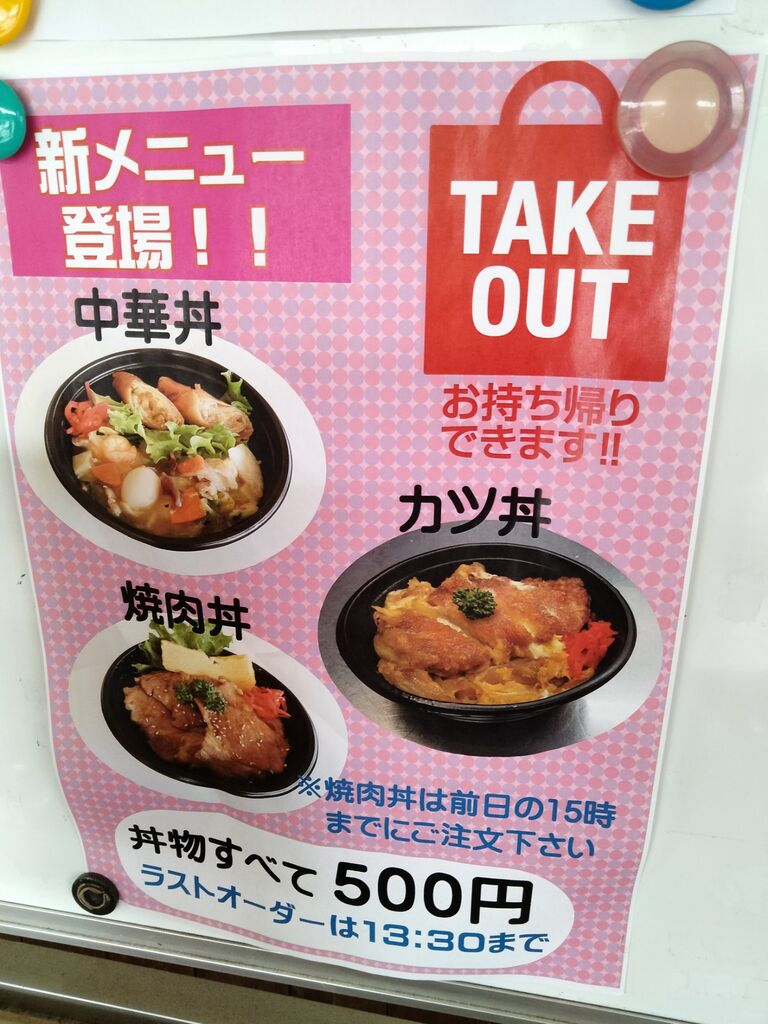 新メニュー
登場！！
TAKE
OUT
お持ち帰り
できます!!
中華丼
カツ丼
焼肉丼
※焼肉丼は前日の15時
までにご注文下さい
丼物すべて 500円
ラストオーダーは13:30まで